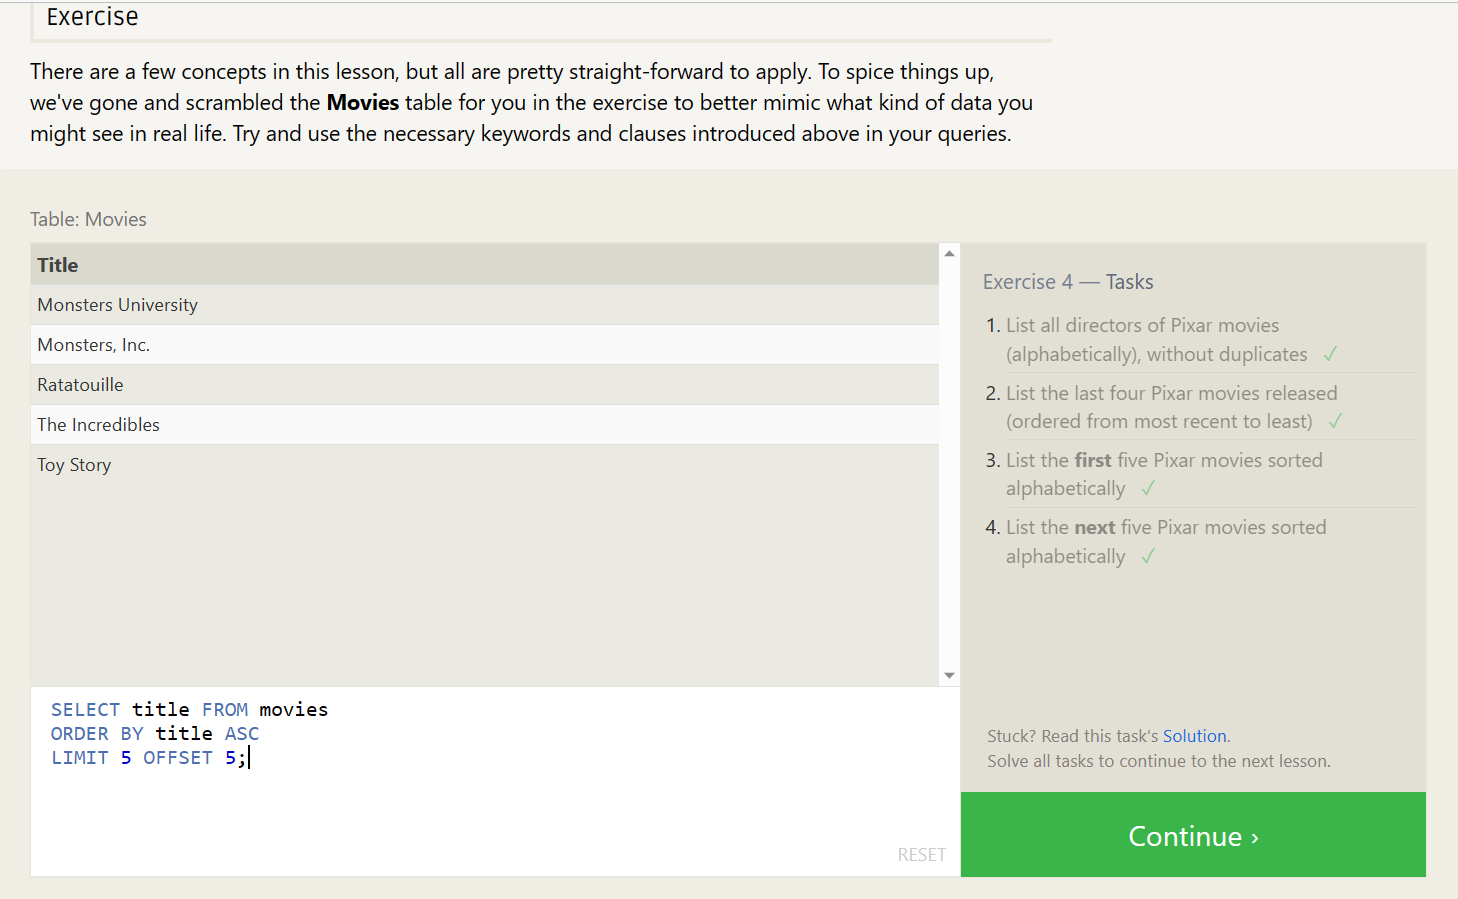 Exercise
There are a few concepts in this lesson, but all are pretty straight-forward to apply. To spice things up,
we've gone and scrambled the Movies table for you in the exercise to better mimic what kind of data you
might see in real life. Try and use the necessary keywords and clauses introduced above in your queries.
Table: Movies
Title
Monsters University
Monsters, Inc.
Ratatouille
The Incredibles
Toy Story
SELECT title FROM movies
ORDER BY title ASC
LIMIT 5 OFFSET 5;
RESET
Exercise 4 — Tasks
1. List all directors of Pixar movies
(alphabetically), without duplicates ✓
2. List the last four Pixar movies released
(ordered from most recent to least) ✓
3. List the first five Pixar movies sorted
alphabetically ✓
4. List the next five Pixar movies sorted
alphabetically ✓
Stuck? Read this task's Solution.
Solve all tasks to continue to the next lesson.
Continue ›